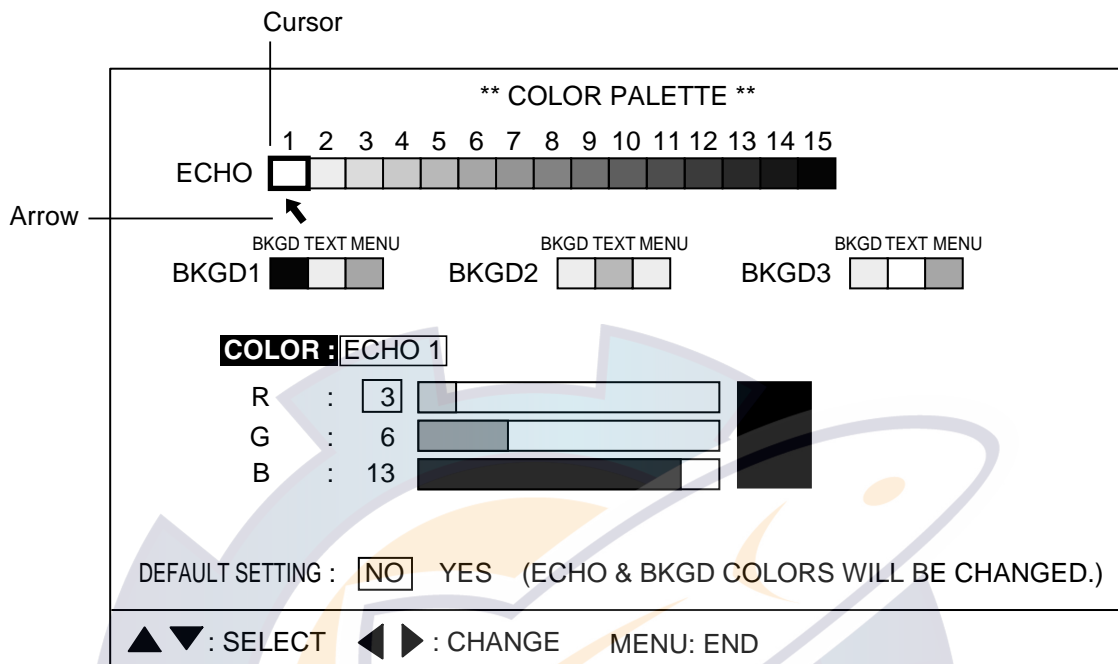 Cursor
** COLOR PALETTE **
1 2 3 4 5 6 7 8 9 10 11 12 13 14 15
ECHO
Arrow
BKGD TEXT MENU BKGD TEXT MENU BKGD TEXT MENU
BKGD1 BKGD2 BKGD3
COLOR : ECHO 1
R : 3
G : 6
B : 13
DEFAULT SETTING : NO YES (ECHO & BKGD COLORS WILL BE CHANGED.)
▲ ▼ : SELECT ◀ ▶ : CHANGE MENU: END